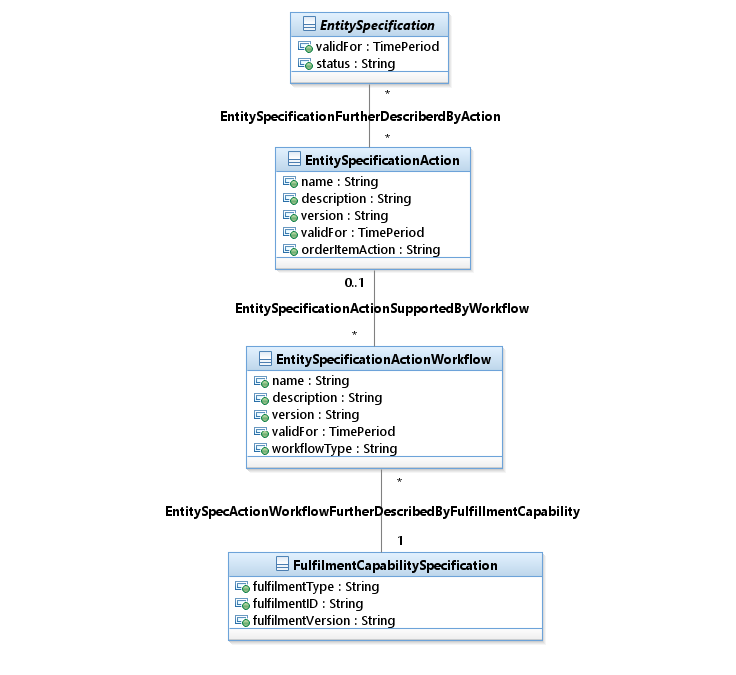 EntitySpecification
validFor : TimePeriod
status : String
*
EntitySpecificationFurtherDescriberdByAction
*
EntitySpecificationAction
name : String
description : String
version : String
validFor : TimePeriod
orderItemAction : String
0..1
EntitySpecificationActionSupportedByWorkflow
*
EntitySpecificationActionWorkflow
name : String
description : String
version : String
validFor : TimePeriod
workflowType : String
*
EntitySpecActionWorkflowFurtherDescribedByFulfillmentCapability
1
FulfilmentCapabilitySpecification
fulfilmentType : String
fulfilmentID : String
fulfilmentVersion : String